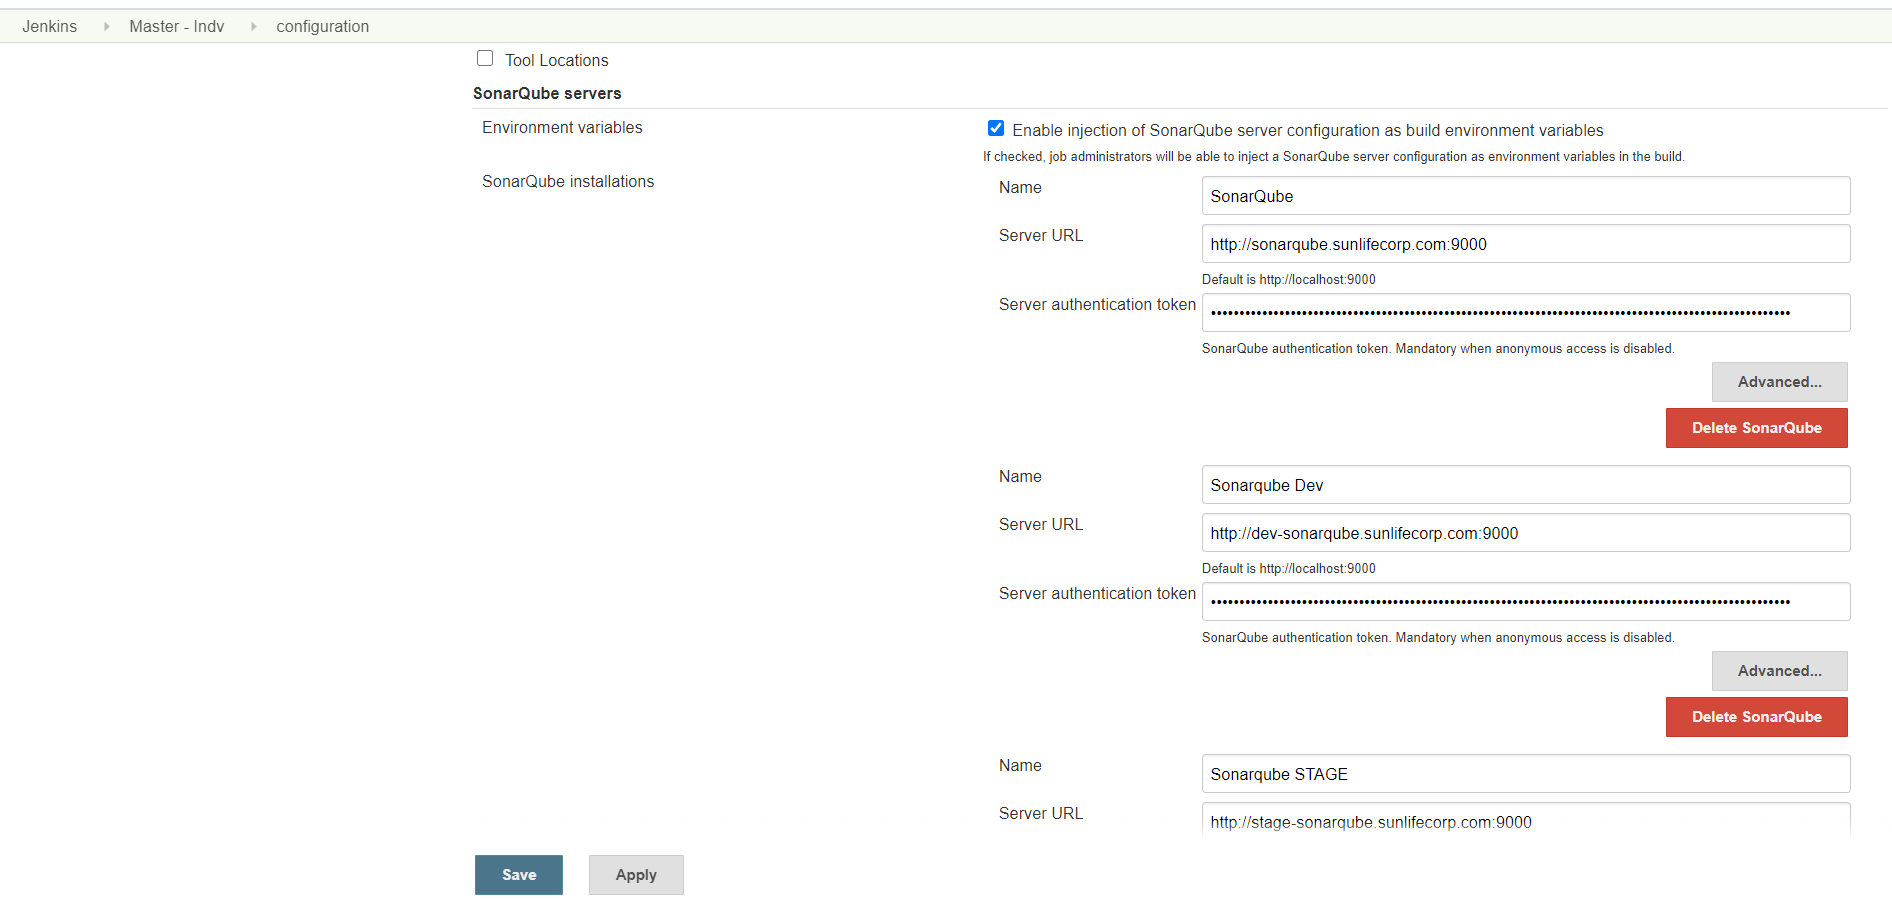 Jenkins Master - Indv configuration
Tool Locations
SonarQube servers
Environment variables
Enable injection of SonarQube server configuration as build environment variables
If checked, job administrators will be able to inject a SonarQube server configuration as environment variables in the build.
SonarQube installations
Name SonarQube
Server URL http://sonarqube.sunlifecorp.com:9000
Default is http://localhost:9000
Server authentication token
SonarQube authentication token. Mandatory when anonymous access is disabled.
Advanced...
Delete SonarQube
Name Sonarqube Dev
Server URL http://dev-sonarqube.sunlifecorp.com:9000
Default is http://localhost:9000
Server authentication token
SonarQube authentication token. Mandatory when anonymous access is disabled.
Advanced...
Delete SonarQube
Name Sonarqube STAGE
Server URL http://stage-sonarqube.sunlifecorp.com:9000
Save Apply